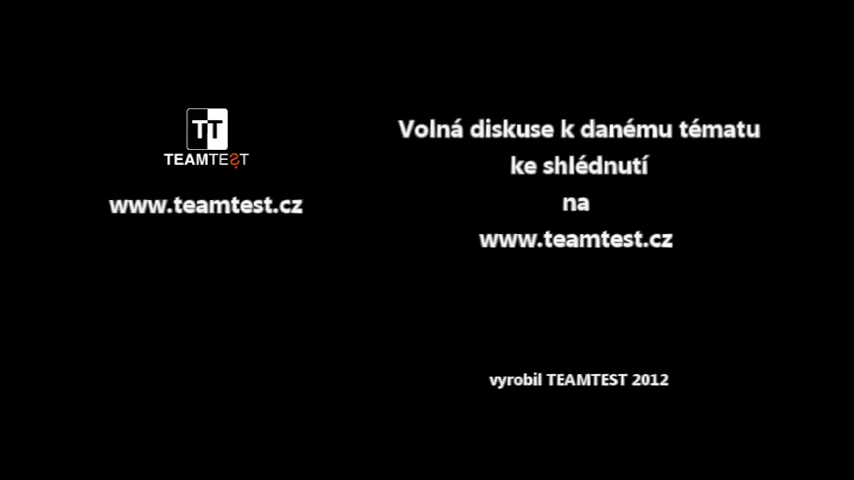 TT
TEAMTEST
www.teamtest.cz
Volná diskuse k danému tématu
ke shlédnutí
na
www.teamtest.cz
vyrobil TEAMTEST 2012